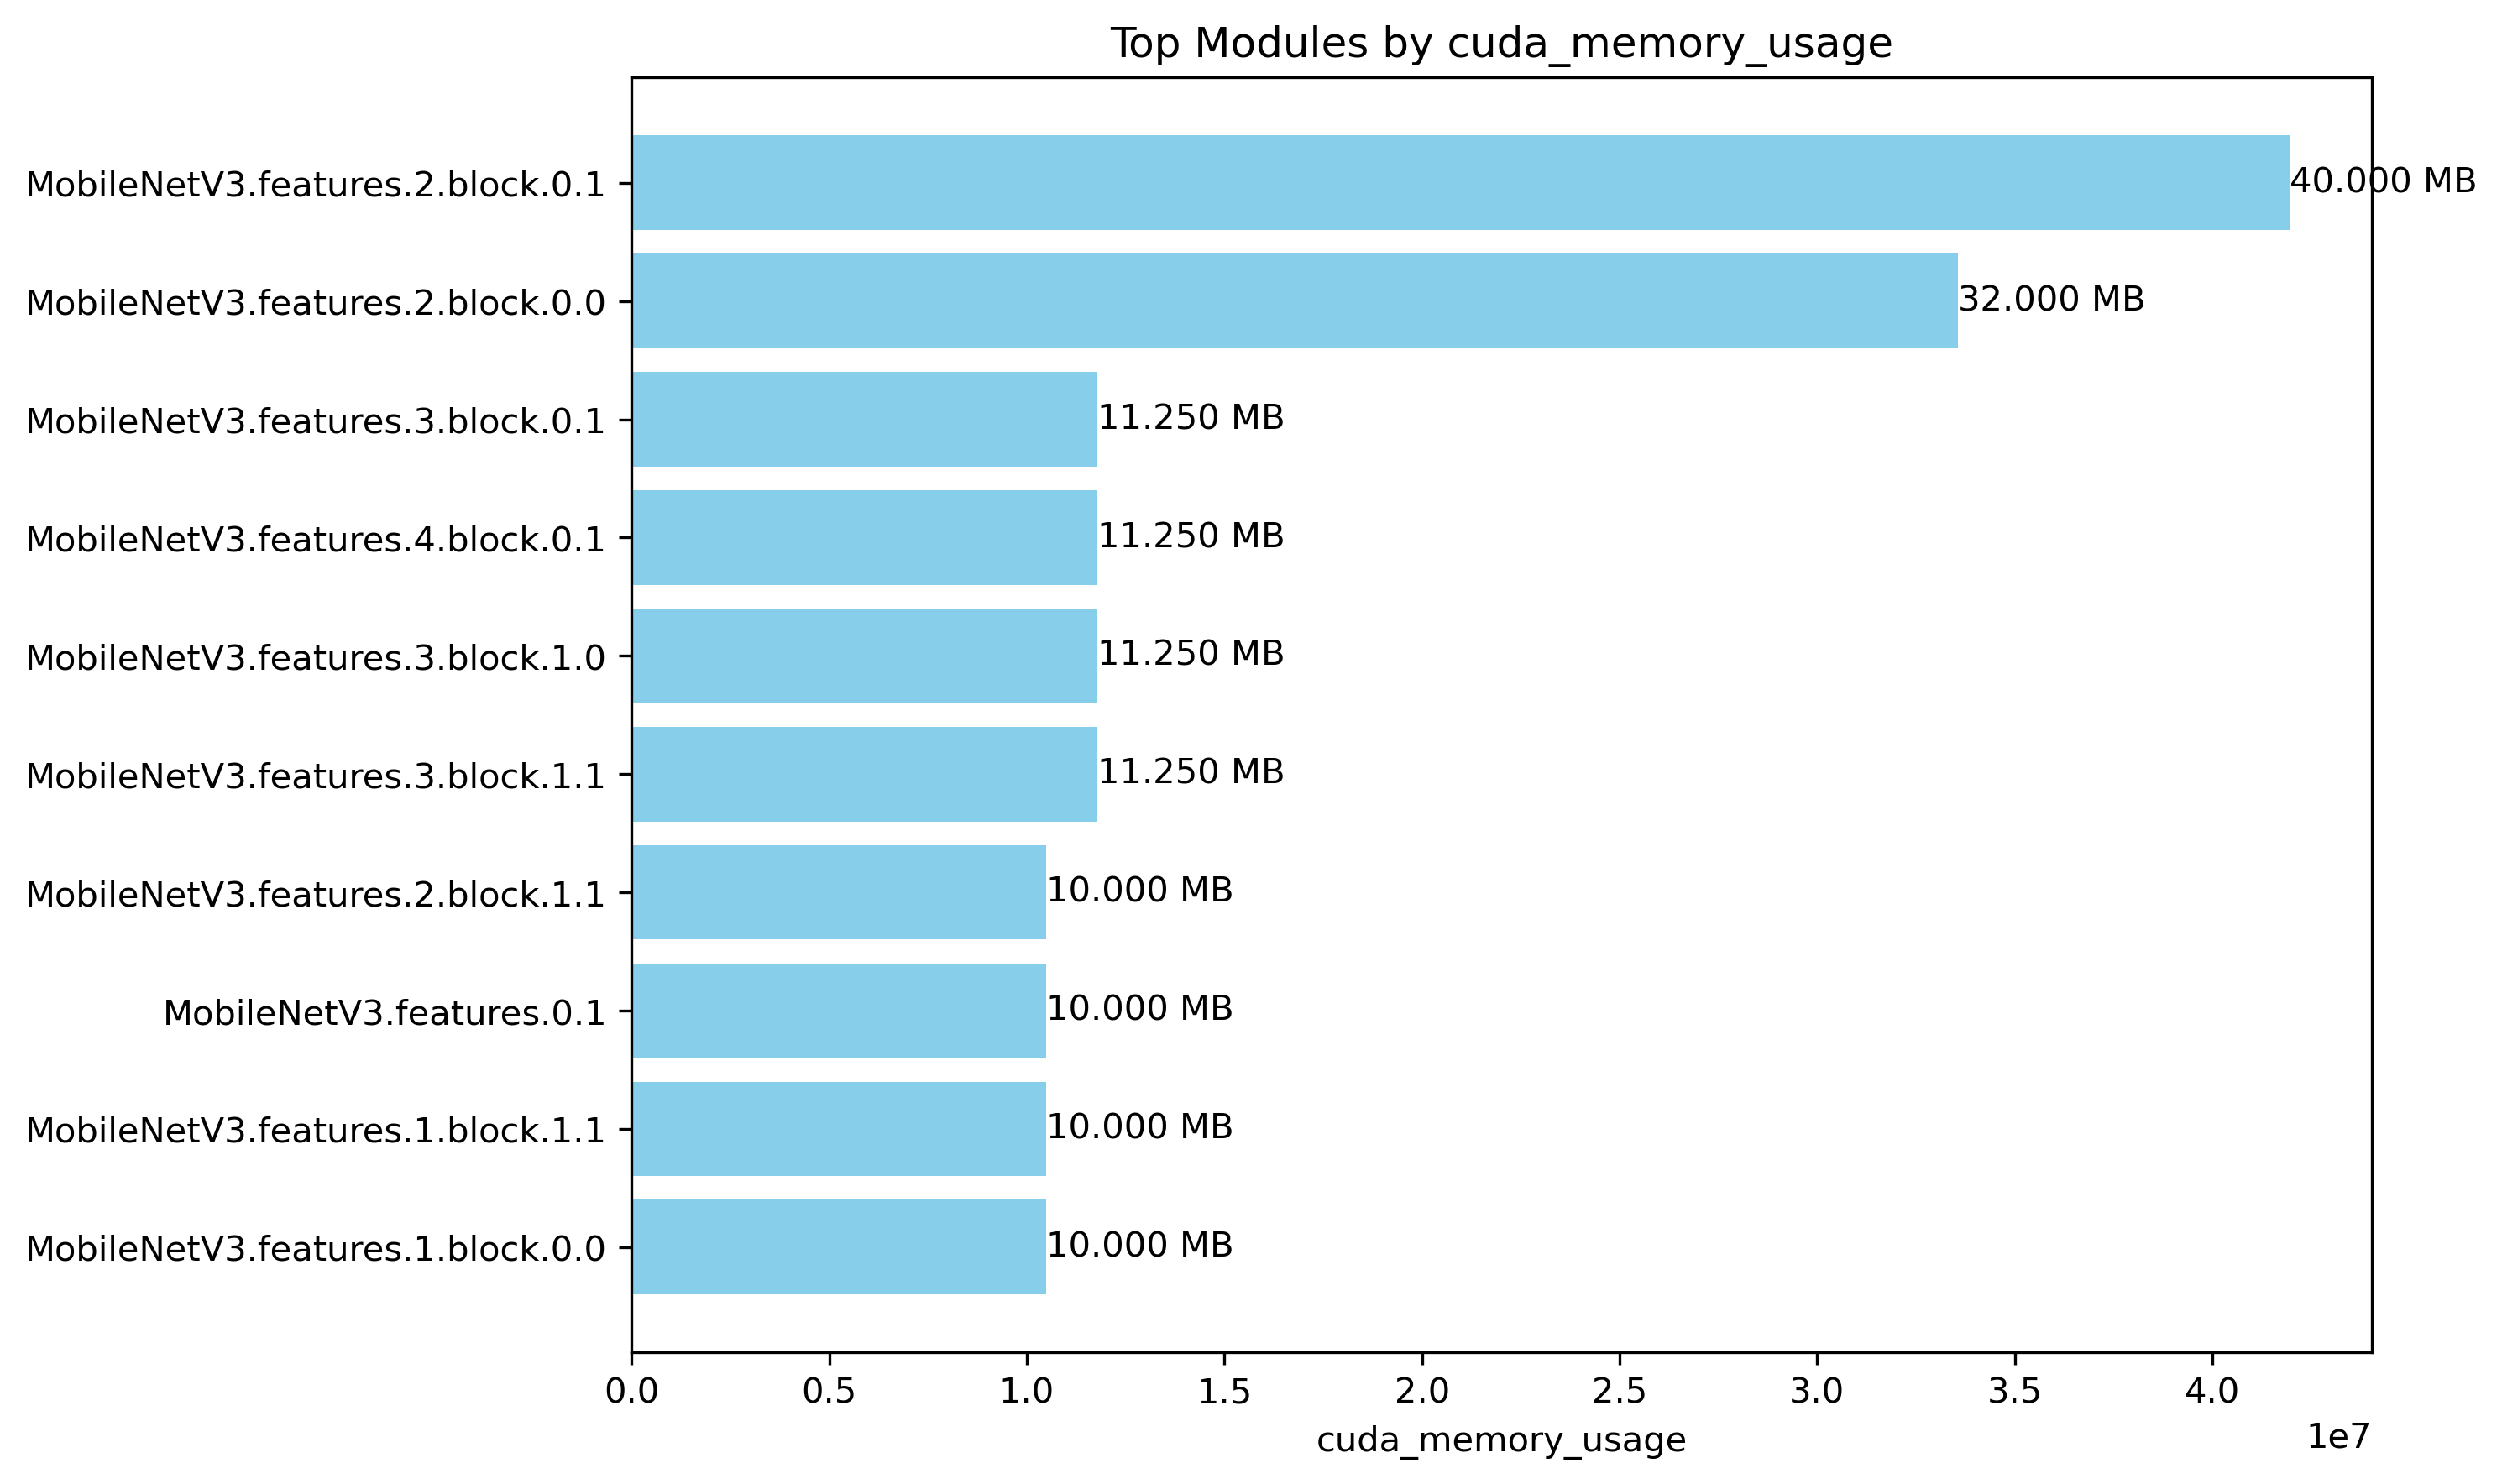 Top Modules by cuda_memory_usage
MobileNetV3.features.2.block.0.1 40.000 MB
MobileNetV3.features.2.block.0.0 32.000 MB
MobileNetV3.features.3.block.0.1 11.250 MB
MobileNetV3.features.4.block.0.1 11.250 MB
MobileNetV3.features.3.block.1.0 11.250 MB
MobileNetV3.features.3.block.1.1 11.250 MB
MobileNetV3.features.2.block.1.1 10.000 MB
MobileNetV3.features.0.1 10.000 MB
MobileNetV3.features.1.block.1.1 10.000 MB
MobileNetV3.features.1.block.0.0 10.000 MB
0.0 0.5 1.0 1.5 2.0 2.5 3.0 3.5 4.0
1e7
cuda_memory_usage